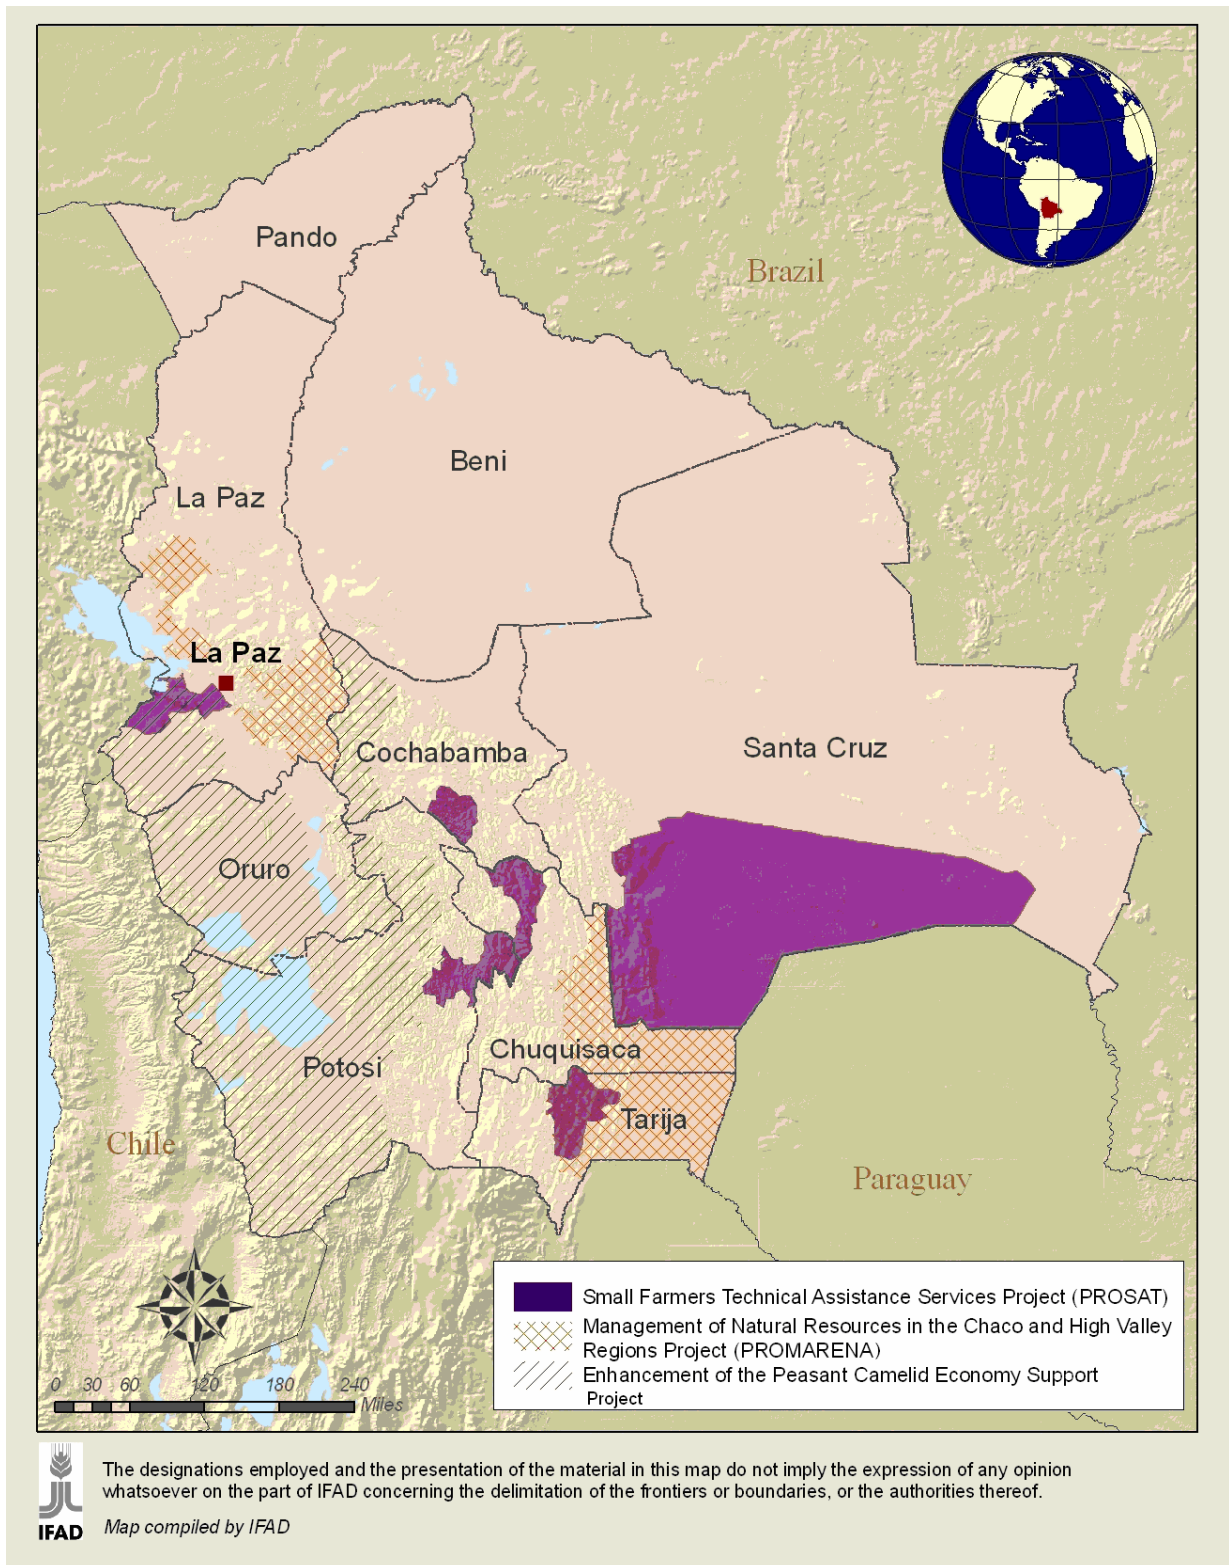 Pando
Brazil
Beni
La Paz
La Paz
Santa Cruz
Cochabamba
Oruro
Chuquisaca
Potosi
Tarija
Chile
Paraguay
Small Farmers Technical Assistance Services Project (PROSAT)
Management of Natural Resources in the Chaco and High Valley
Regions Project (PROMARENA)
Enhancement of the Peasant Camelid Economy Support
Project
0 30 60 120 180 240
Miles
The designations employed and the presentation of the material in this map do not imply the expression of any opinion
whatsoever on the part of IFAD concerning the delimitation of the frontiers or boundaries, or the authorities thereof.
IFAD
Map compiled by IFAD